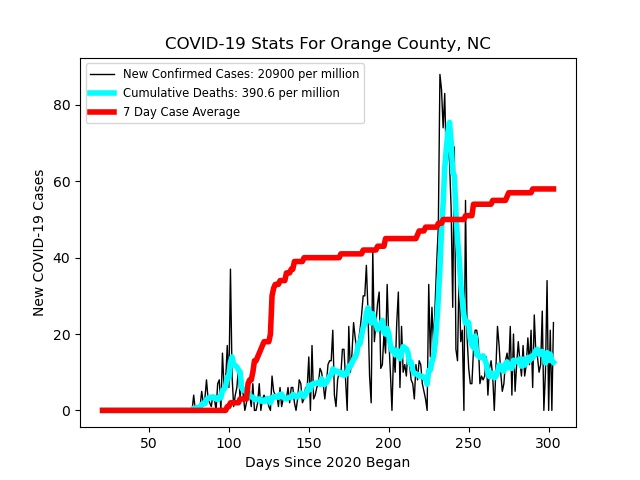 COVID-19 Stats For Orange County, NC
New Confirmed Cases: 20900 per million
Cumulative Deaths: 390.6 per million
7 Day Case Average
80
60
40
20
0
New COVID-19 Cases
50 100 150 200 250 300
Days Since 2020 Began